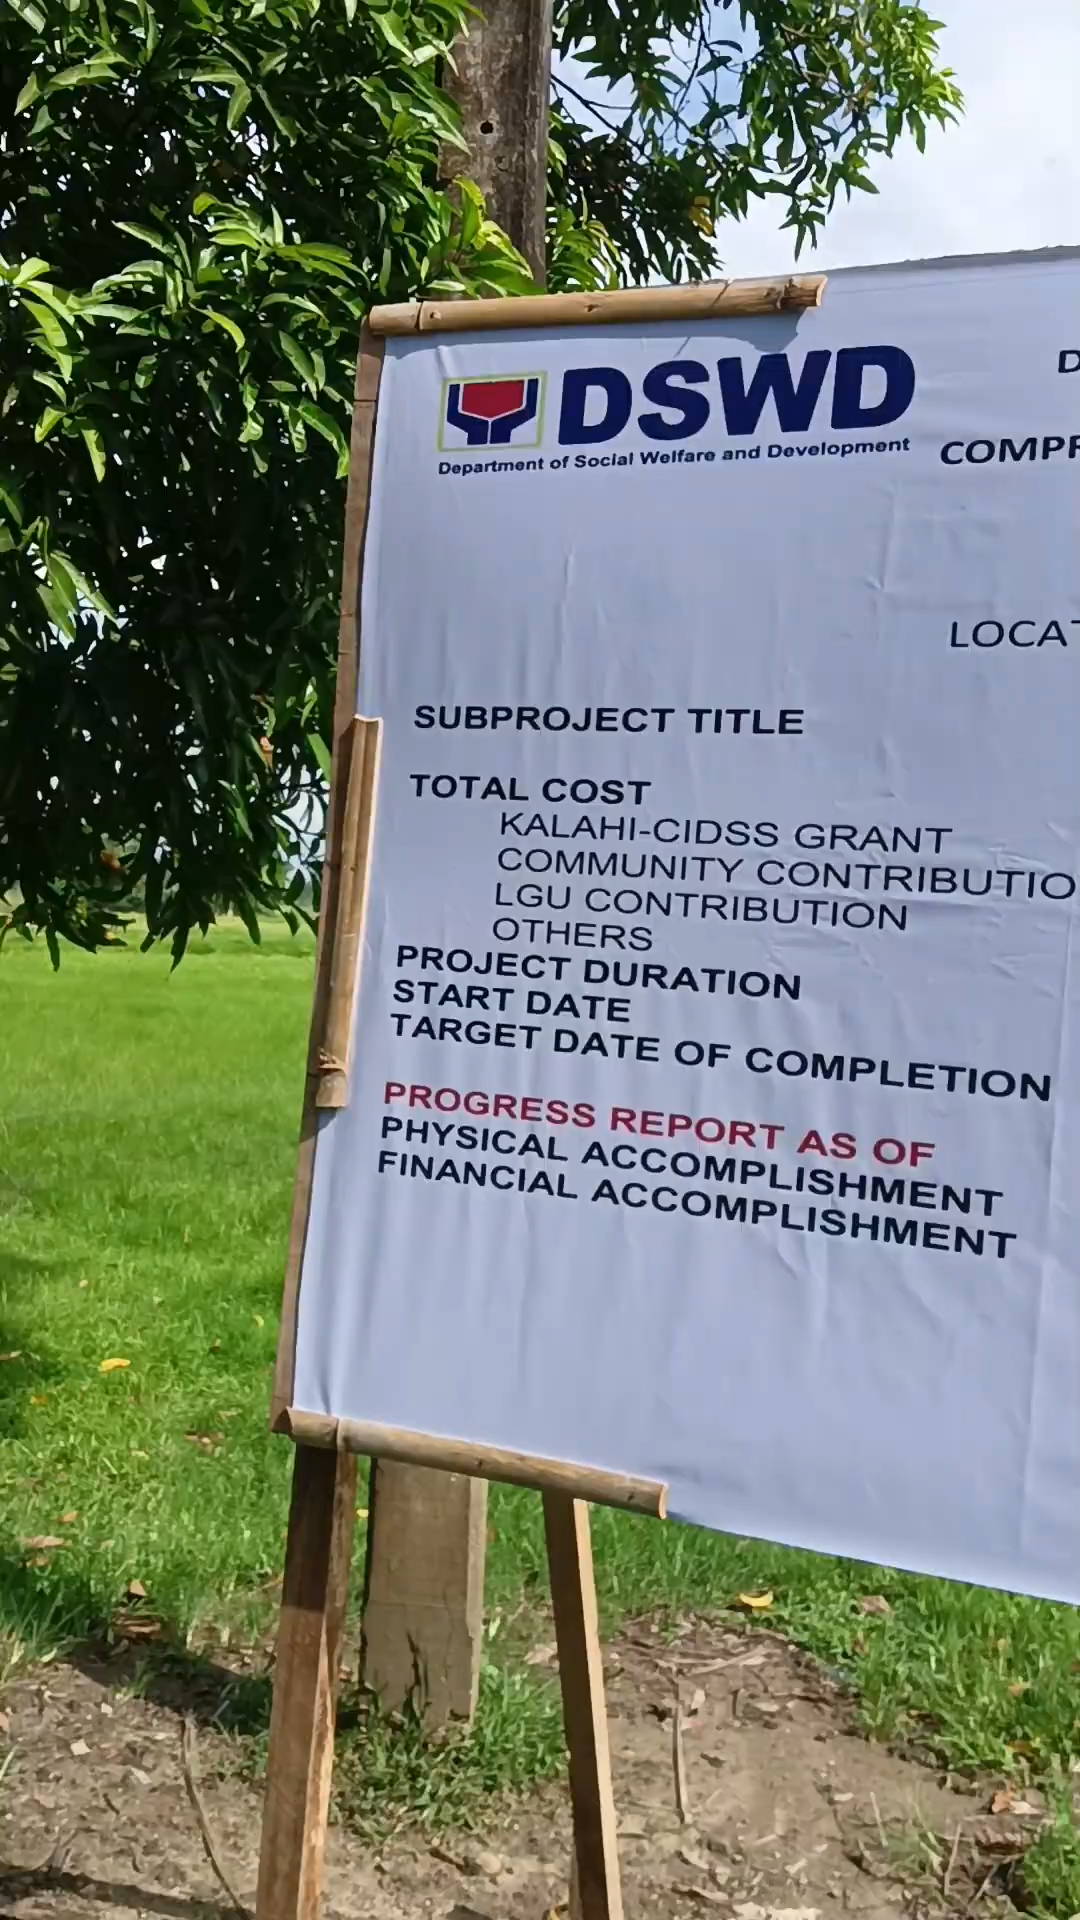 DSWD
Department of Social Welfare and Development
SUBPROJECT TITLE
TOTAL COST
KALAHI-CIDSS GRANT
COMMUNITY CONTRIBUTIO
LGU CONTRIBUTION
OTHERS
PROJECT DURATION
START DATE
TARGET DATE OF COMPLETION
PROGRESS REPORT AS OF
PHYSICAL ACCOMPLISHMENT
FINANCIAL ACCOMPLISHMENT
D
COMPR
LOCAT